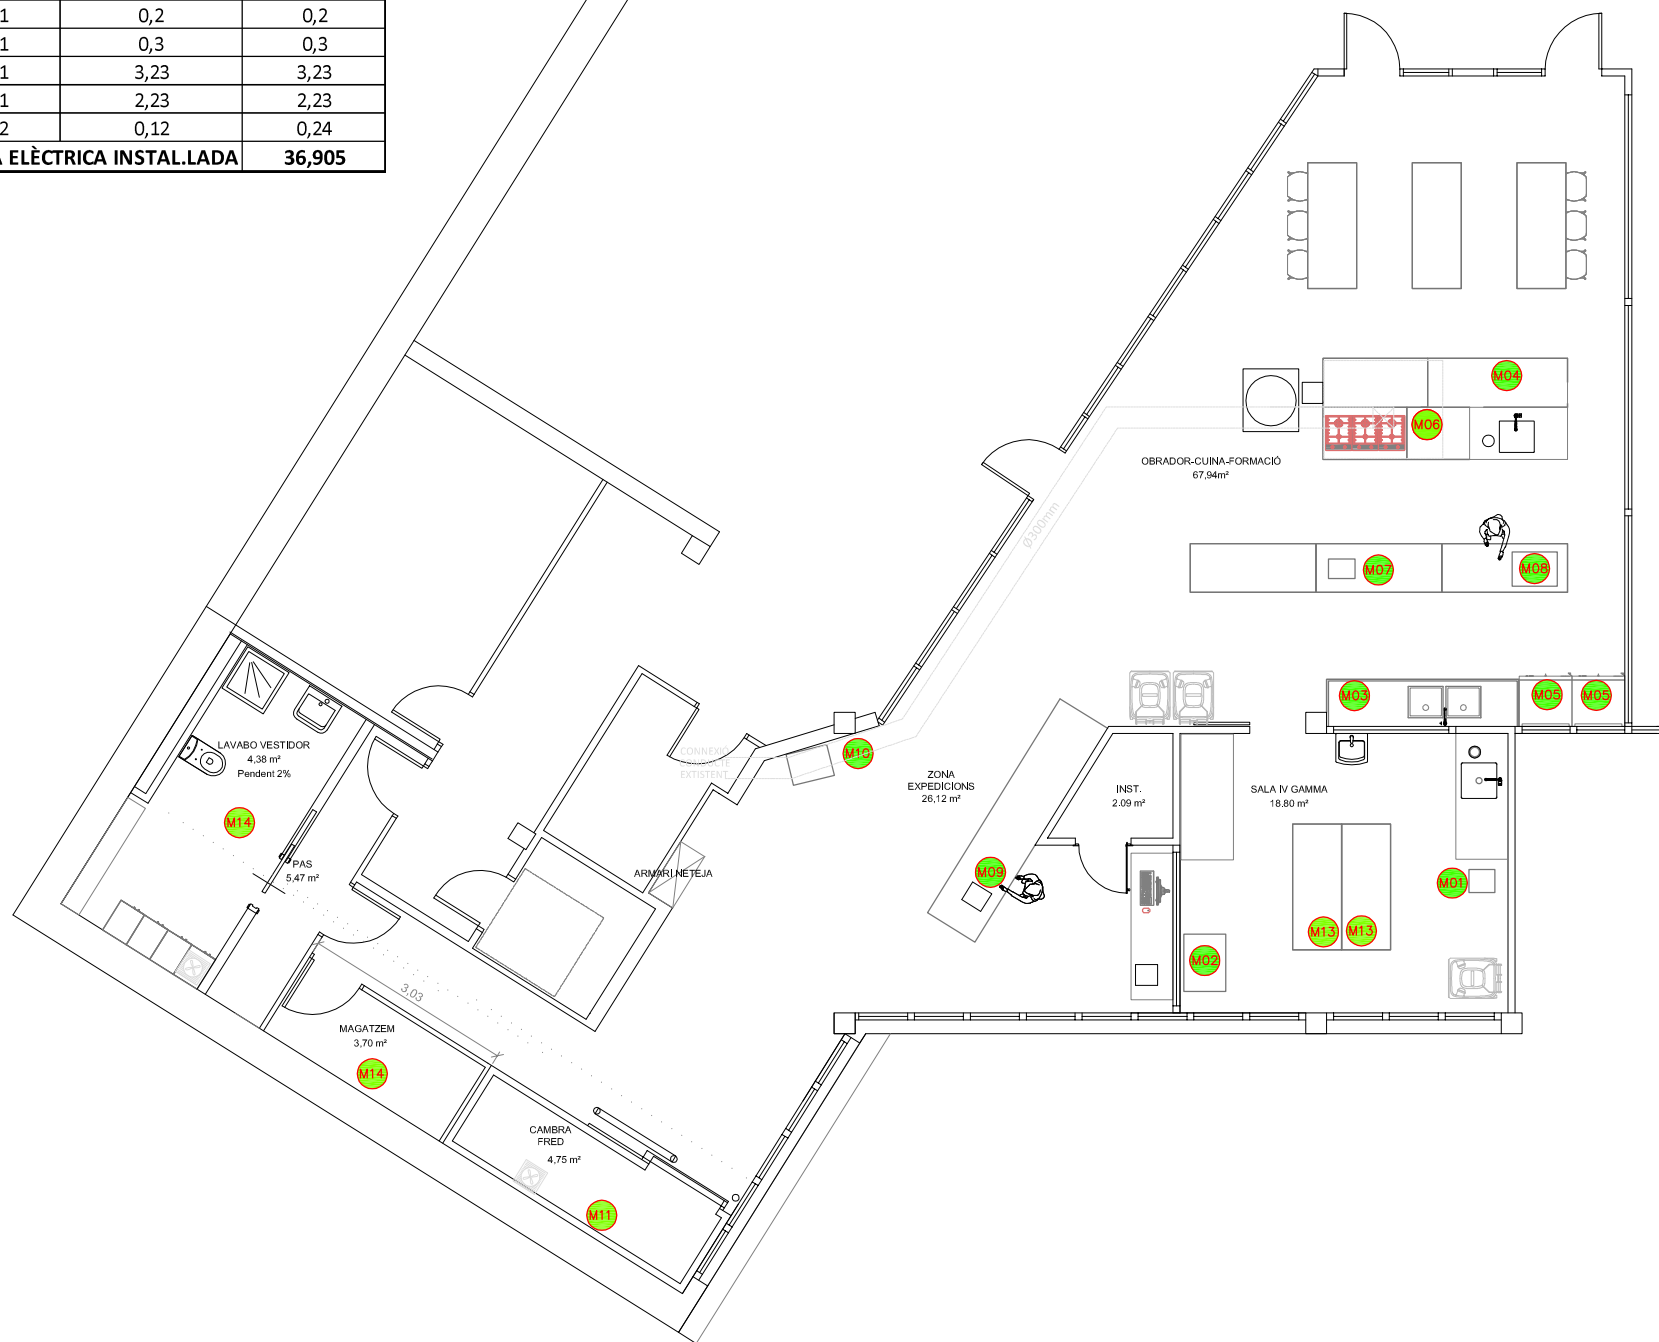 1 0,2 0,2
1 0,3 0,3
1 3,23 3,23
1 2,23 2,23
2 0,12 0,24
A ELÈCTRICA INSTAL.LADA 36,905
M04
M06
OBRADOR-CUINA-FORMACIÓ
67,94m²
Ø300mm
M07
M08
M03
M05
M05
LAVABO VESTIDOR
4,38 m²
Pendent 2%
CONNEXIÓ
CONDUCTE
EXTISTENT
M10
ZONA
EXPEDICIONS
26,12 m²
INST.
2.09 m²
SALA IV GAMMA
18.80 m²
M14
PAS
5,47 m²
ARMARI NETEJA
M09
M01
M13
M13
M02
3,03
MAGATZEM
3,70 m²
M14
CAMBRA
FRED
4,75 m²
M11